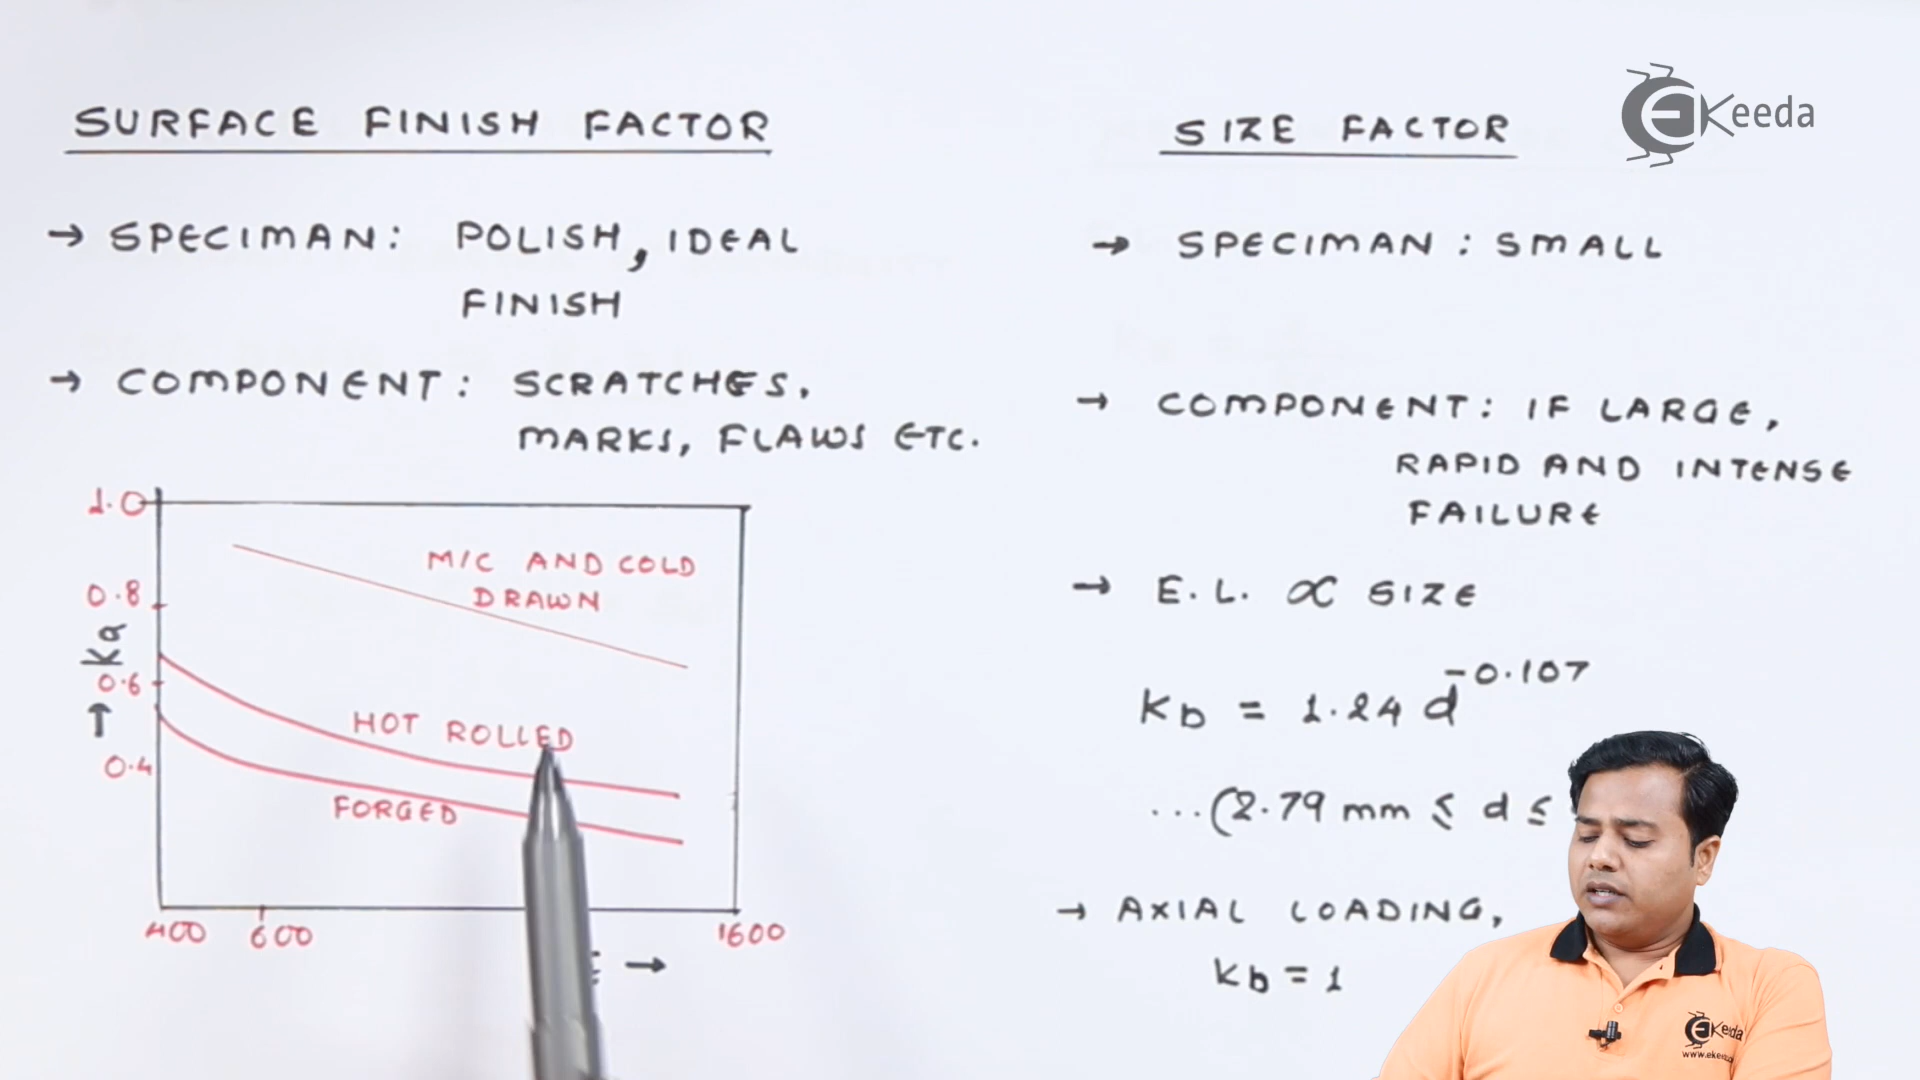 SURFACE FINISH FACTOR
→ SPECIMAN: POLISH, IDEAL
FINISH
→ COMPONENT: SCRATCHES,
MARKS, FLAWS ETC.
1.0
M/C AND COLD
DRAWN
0.8
Ka
0.6
HOT ROLLED
0.4
FORGED
400 600 1600
→
SIZE FACTOR
→ SPECIMAN: SMALL
→ COMPONENT: IF LARGE,
RAPID AND INTENSE
FAILURE
→ E.L. ∝ SIZE
Kb = 1.24 d^-0.107
...(2.79 mm ≤ d ≤
→ AXIAL LOADING,
Kb = 1
EKeeda
EKeeda